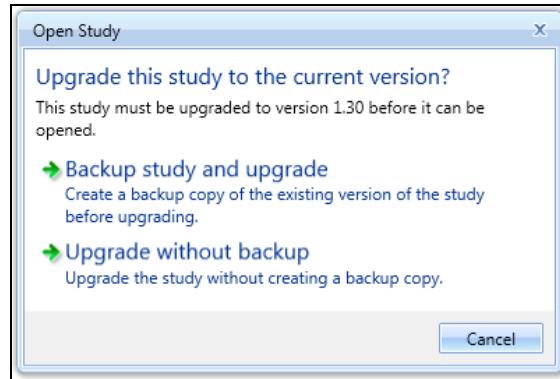 Open Study
X
Upgrade this study to the current version?
This study must be upgraded to version 1.30 before it can be
opened.
Backup study and upgrade
Create a backup copy of the existing version of the study
before upgrading.
Upgrade without backup
Upgrade the study without creating a backup copy.
Cancel